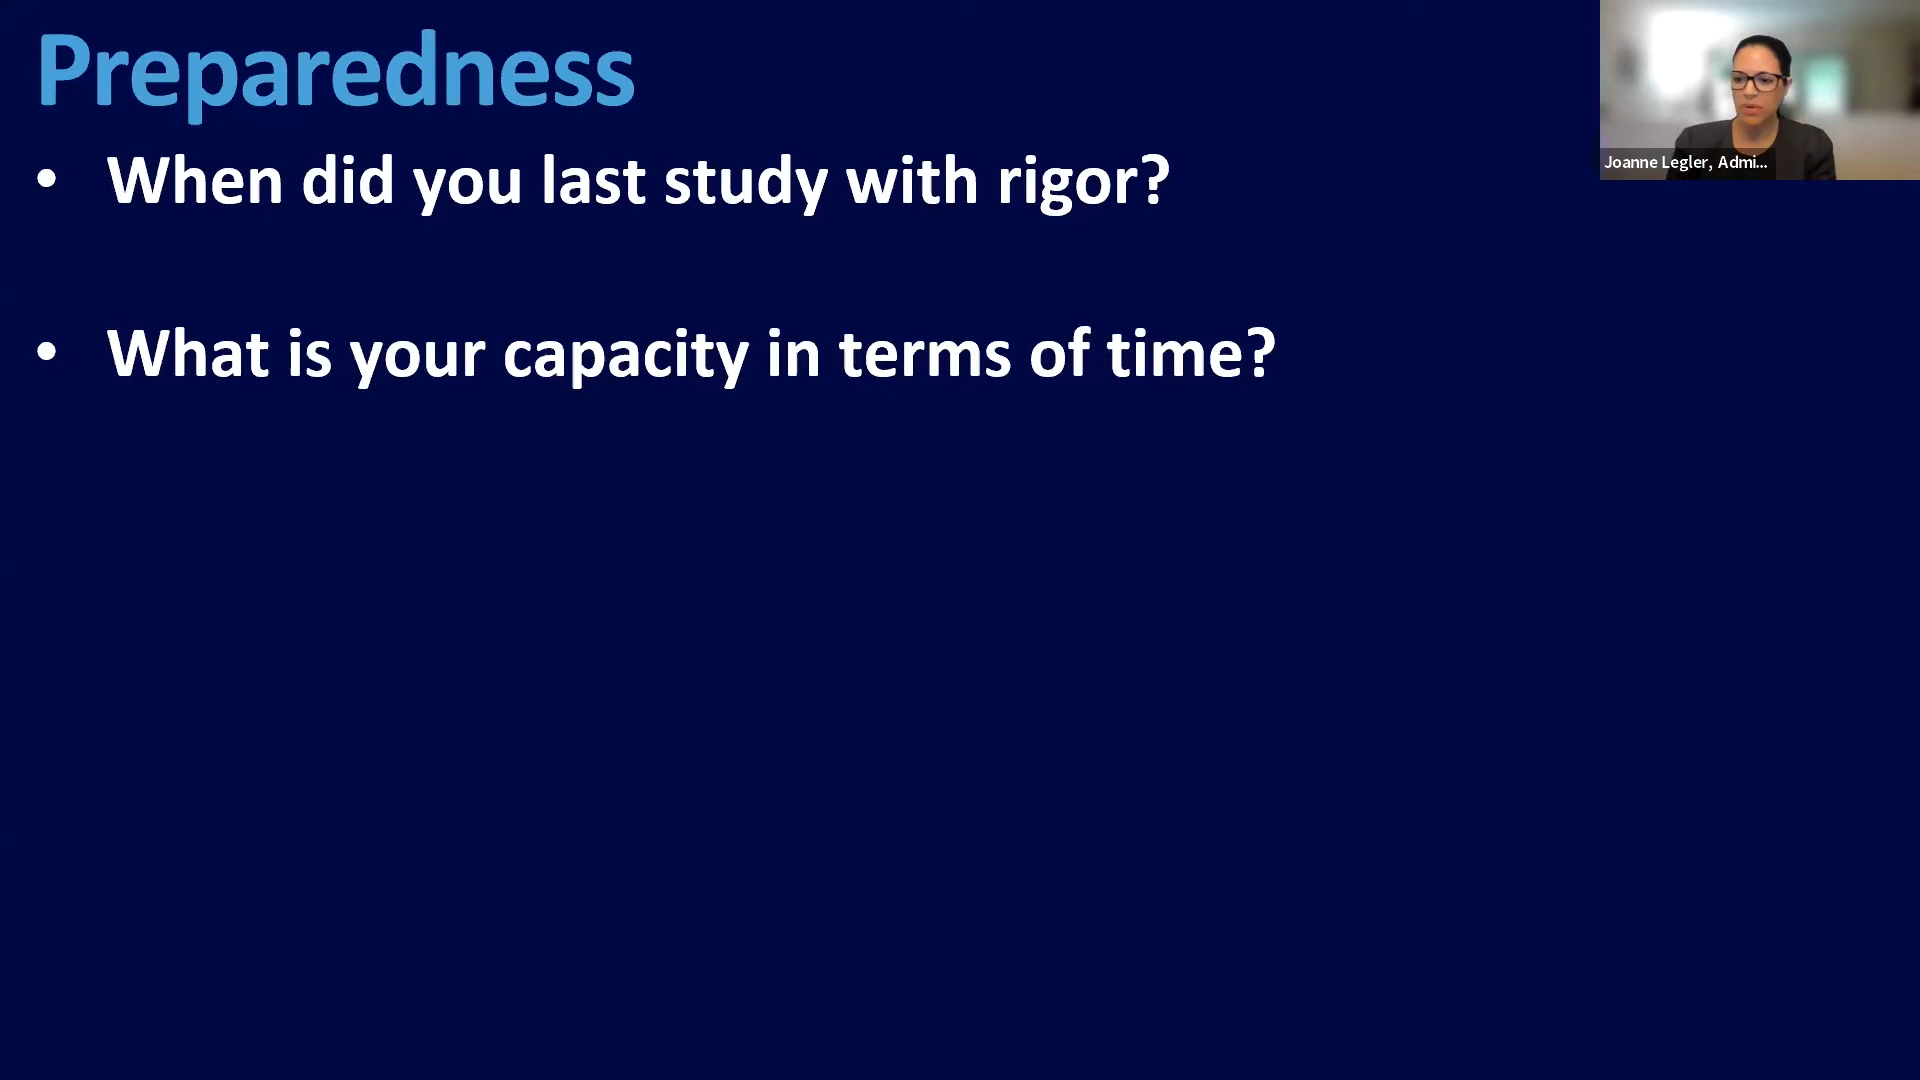 Preparedness
• When did you last study with rigor?
• What is your capacity in terms of time?
Joanne Legler, Admi...